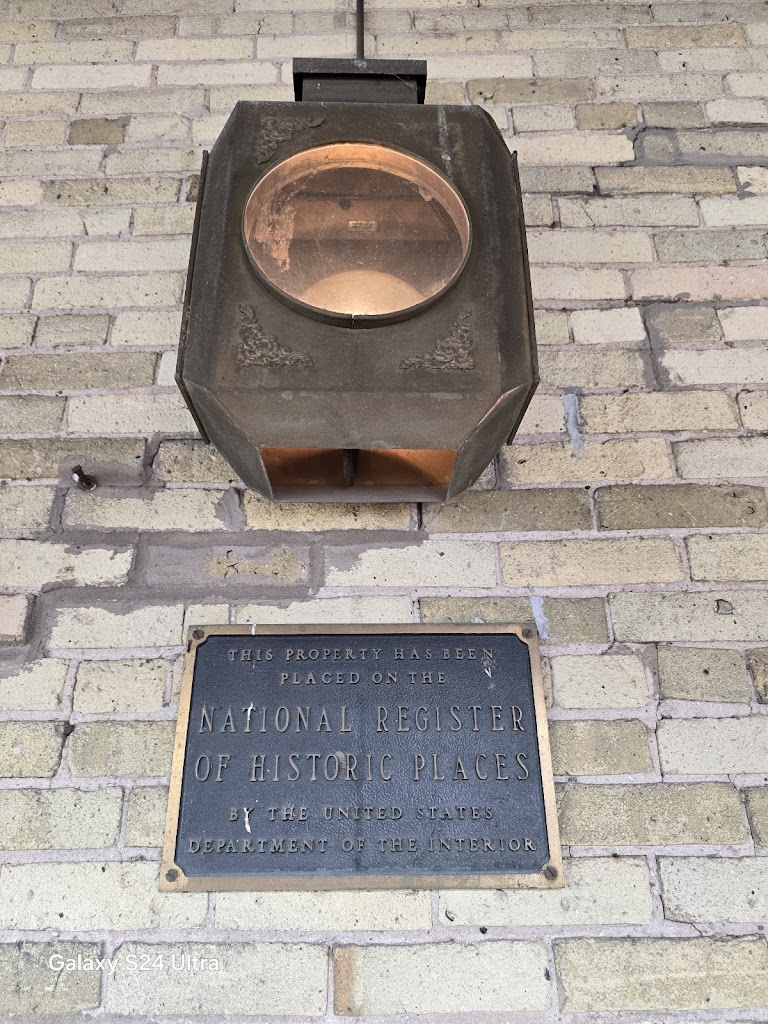 THIS PROPERTY HAS BEEN
PLACED ON THE
NATIONAL REGISTER
OF HISTORIC PLACES
BY THE UNITED STATES
DEPARTMENT OF THE INTERIOR
Galaxy S24 Ultra